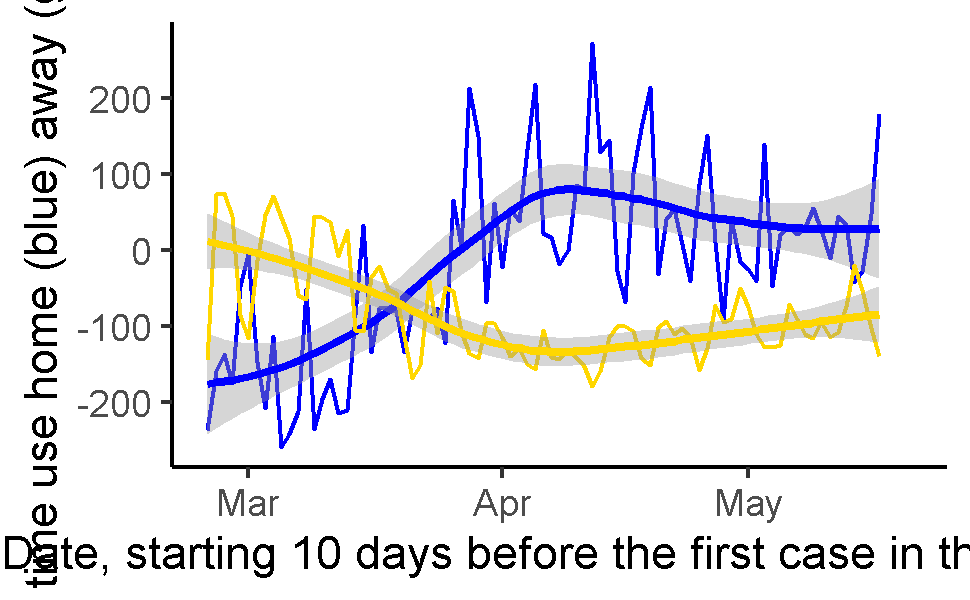 time use home (blue) away (
200
100
0
-100
-200
Mar Apr May
Date, starting 10 days before the first case in th